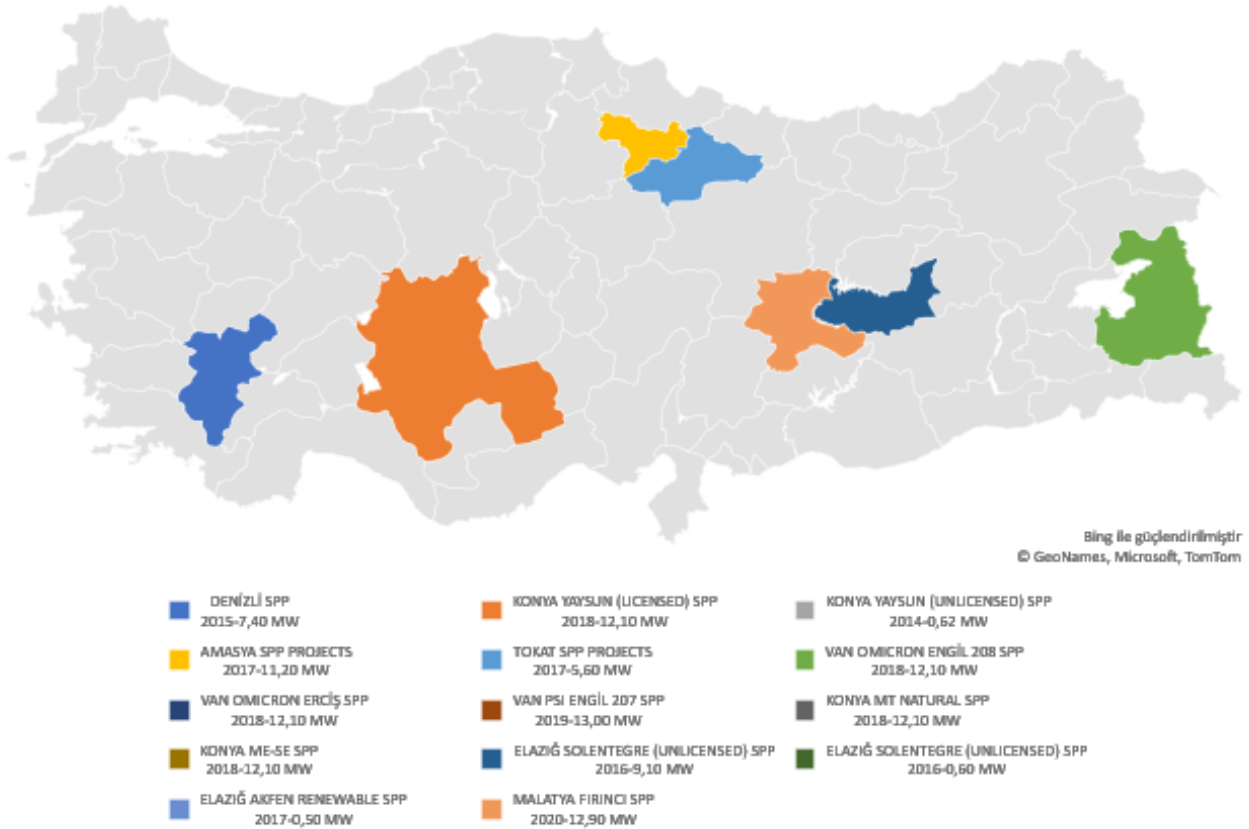 Bing ile güçlendirilmiştir
© GeoNames, Microsoft, TomTom
DENİZLİ SPP
2015-7,40 MW
KONYA YAYSUN (LICENSED) SPP
2018-12,10 MW
KONYA YAYSUN (UNLICENSED) SPP
2014-0,62 MW
AMASYA SPP PROJECTS
2017-11,20 MW
TOKAT SPP PROJECTS
2017-5,60 MW
VAN OMICRON ENGİL 208 SPP
2018-12,10 MW
VAN OMICRON ERCİŞ SPP
2018-12,10 MW
VAN PSI ENGİL 207 SPP
2019-13,00 MW
KONYA MT NATURAL SPP
2018-12,10 MW
KONYA ME-SE SPP
2018-12,10 MW
ELAZIĞ SOLENTEGRE (UNLICENSED) SPP
2016-9,10 MW
ELAZIĞ SOLENTEGRE (UNLICENSED) SPP
2016-0,60 MW
ELAZIĞ AKFEN RENEWABLE SPP
2017-0,50 MW
MALATYA FIRINCI SPP
2020-12,90 MW